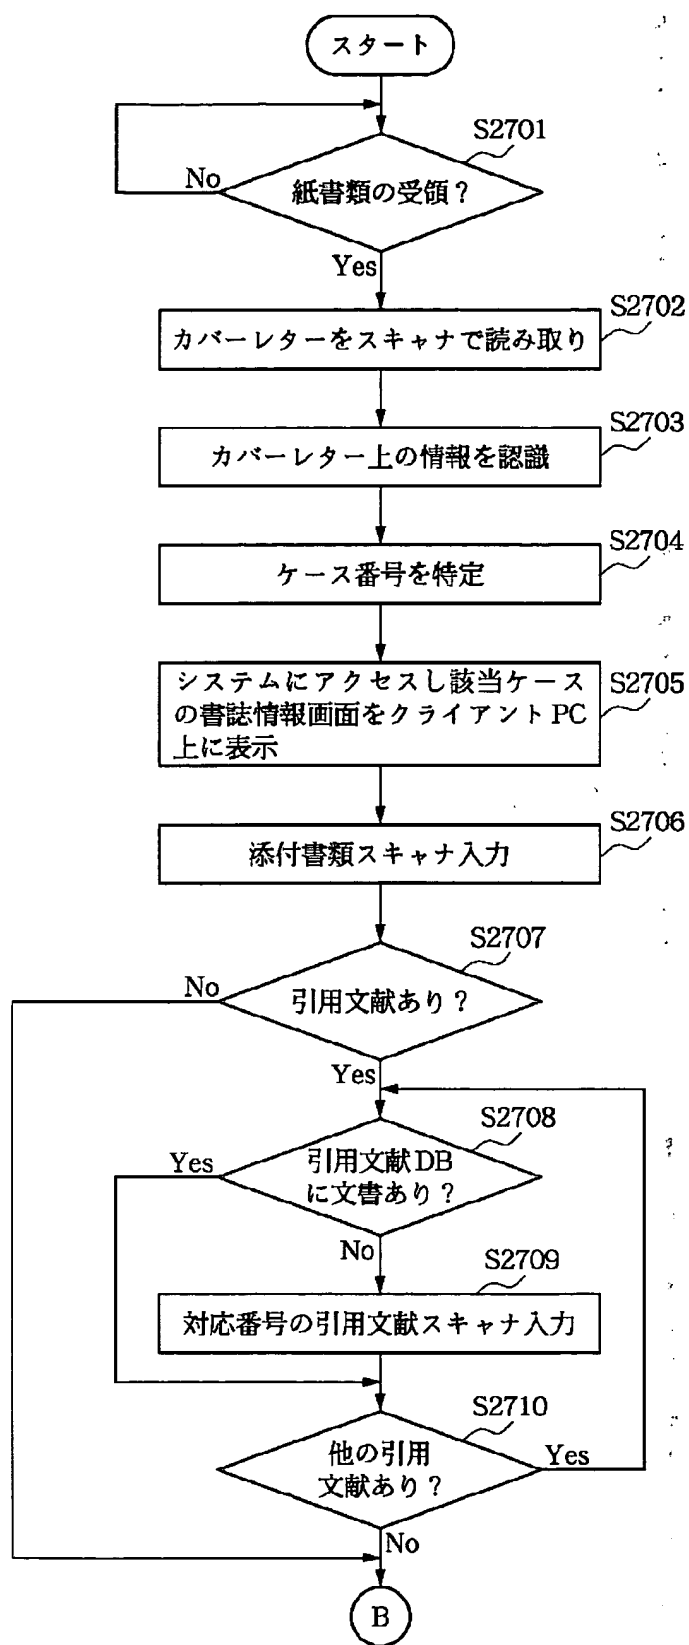 スタート
S2701
No
紙書類の受領？
Yes
S2702
カバーレターをスキャナで読み取り
S2703
カバーレター上の情報を認識
S2704
ケース番号を特定
S2705
システムにアクセスし該当ケース
の書誌情報画面をクライアントPC
上に表示
S2706
添付書類スキャナ入力
S2707
No
引用文献あり？
Yes
S2708
Yes
引用文献DB
に文書あり？
No
S2709
対応番号の引用文献スキャナ入力
S2710
他の引用
文献あり？
Yes
No
B